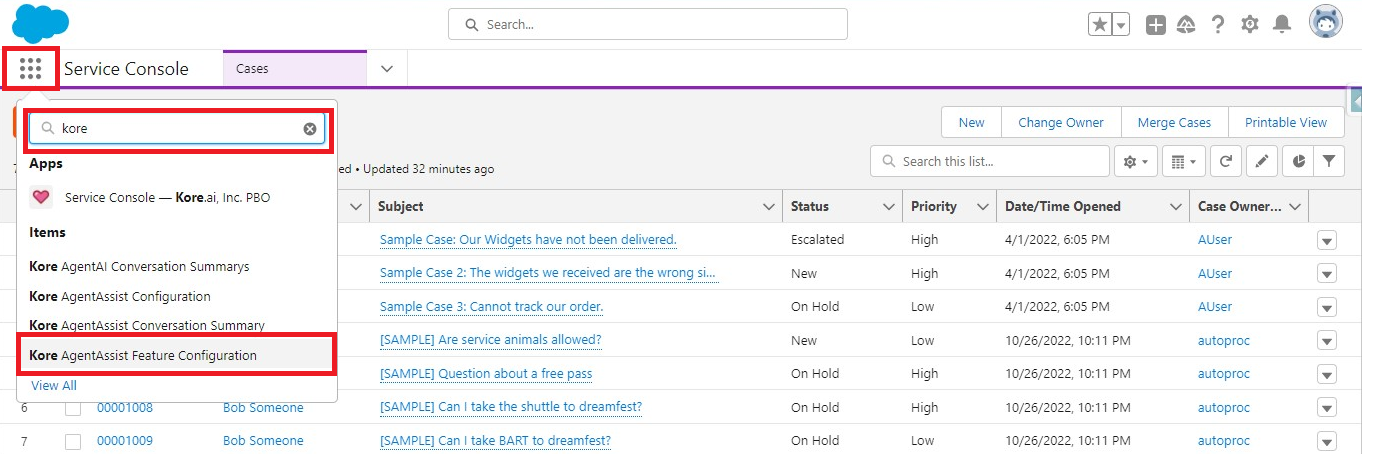 Search...
Service Console
Cases
kore
Apps
Service Console — Kore.ai, Inc. PBO
Items
Kore AgentAI Conversation Summarys
Kore AgentAssist Configuration
Kore AgentAssist Conversation Summary
Kore AgentAssist Feature Configuration
View All
New Change Owner Merge Cases Printable View
ed • Updated 32 minutes ago
Search this list...
Subject Status Priority Date/Time Opened Case Owner...
Sample Case: Our Widgets have not been delivered. Escalated High 4/1/2022, 6:05 PM AUser
Sample Case 2: The widgets we received are the wrong si... New High 4/1/2022, 6:05 PM AUser
Sample Case 3: Cannot track our order. On Hold Low 4/1/2022, 6:05 PM AUser
[SAMPLE] Are service animals allowed? New Low 10/26/2022, 10:11 PM autoproc
[SAMPLE] Question about a free pass On Hold Low 10/26/2022, 10:11 PM autoproc
6 00001008 Bob Someone [SAMPLE] Can I take the shuttle to dreamfest? On Hold High 10/26/2022, 10:11 PM autoproc
7 00001009 Bob Someone [SAMPLE] Can I take BART to dreamfest? On Hold Low 10/26/2022, 10:11 PM autoproc